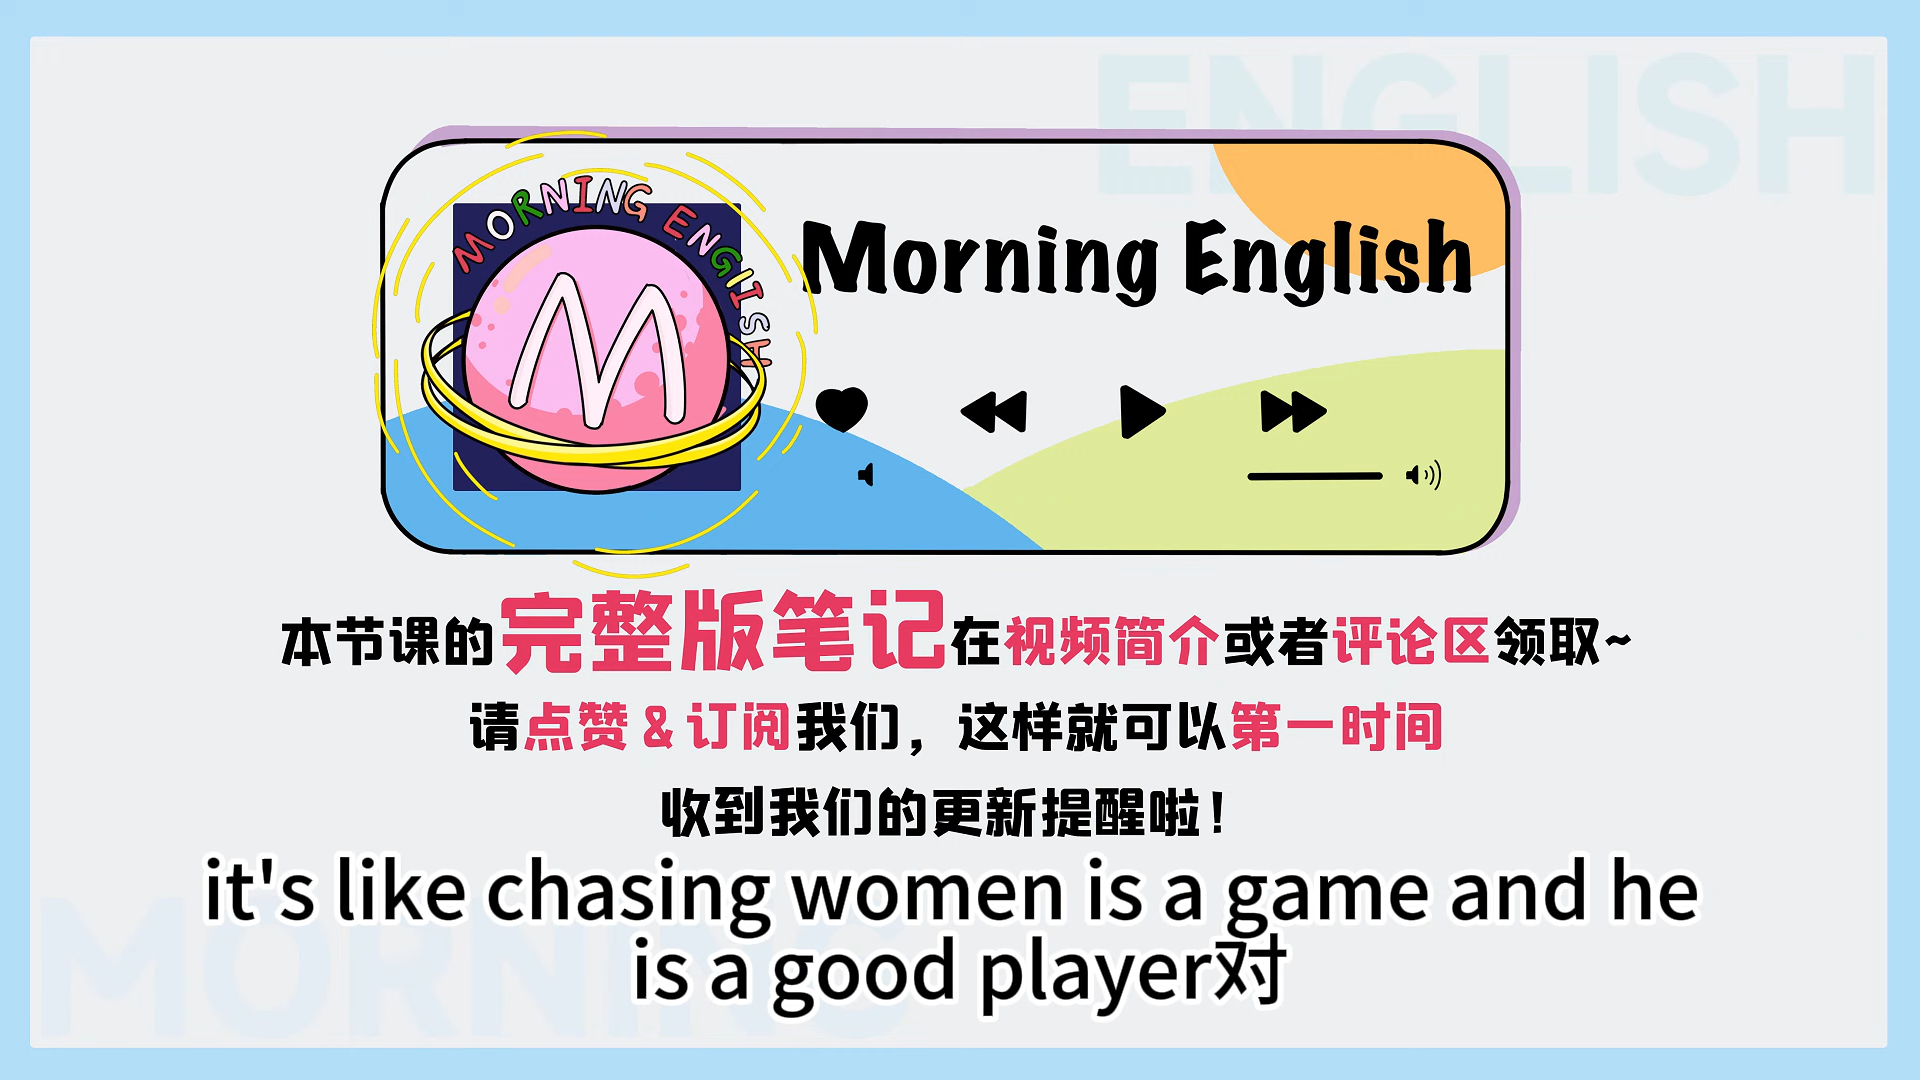 ENGLISH
MORNING ENGLISH
M
Morning English
本节课的完整版笔记在视频简介或者评论区领取~
请点赞&订阅我们，这样就可以第一时间
收到我们的更新提醒啦！
MORNING
it's like chasing women is a game and he
is a good player对